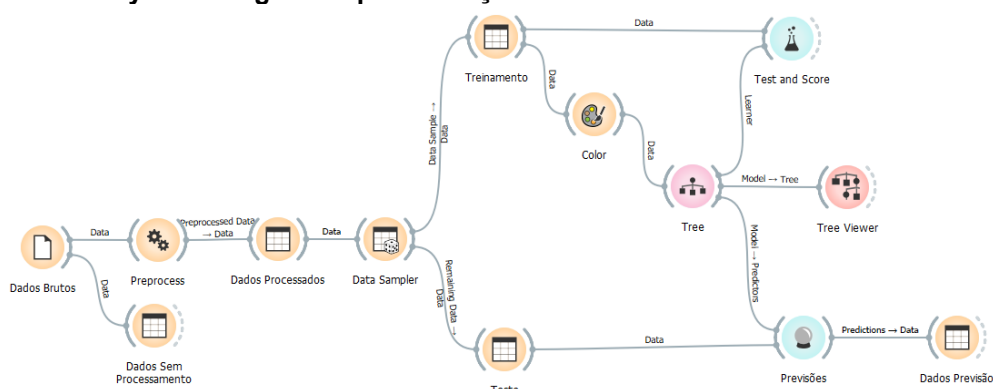 Data
Treinamento
Test and Score
Data
Color
Data
Learner
Data Sample →
Data
Tree
Model → Tree
Tree Viewer
Dados Brutos
Data
Preprocess
Preprocessed Data
→ Data
Dados Processados
Data
Data Sampler
Data
Dados Sem
Processamento
Remaining Data →
Data
Data
Model → Predictors
Previsões
Predictions → Data
Dados Previsão